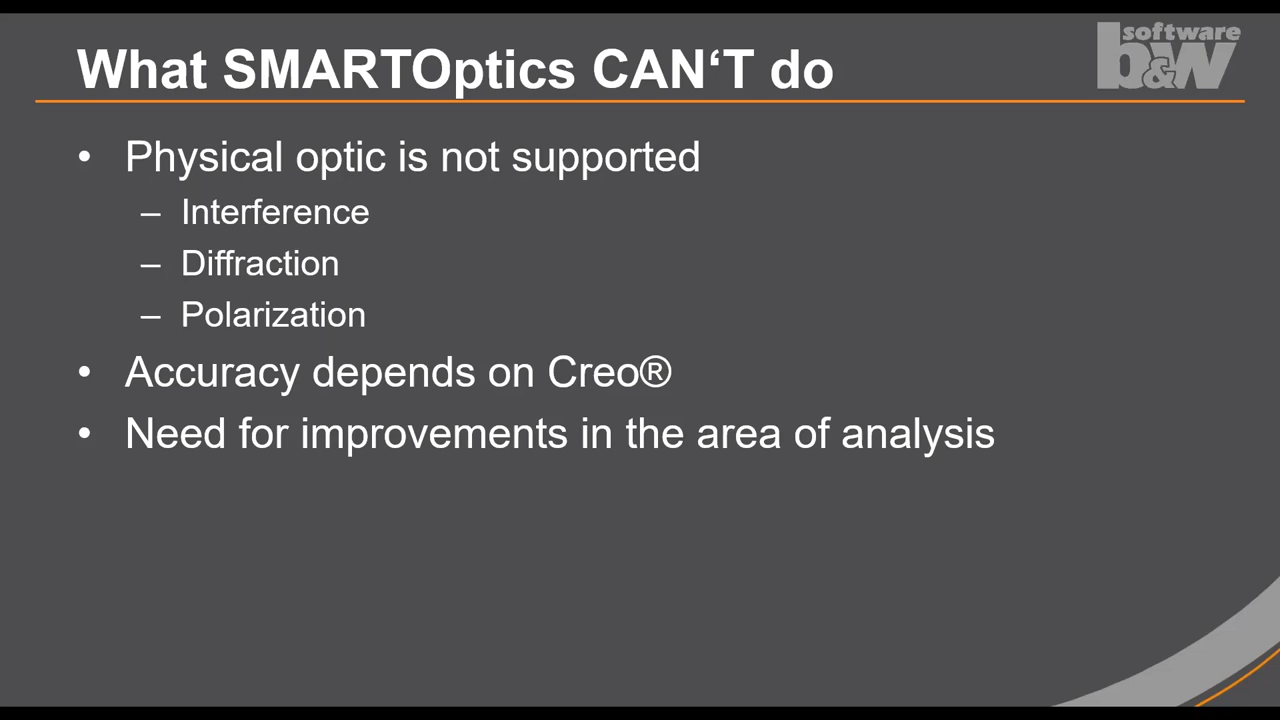 What SMARTOptics CAN‘T do
software
b&w
• Physical optic is not supported
– Interference
– Diffraction
– Polarization
• Accuracy depends on Creo®
• Need for improvements in the area of analysis